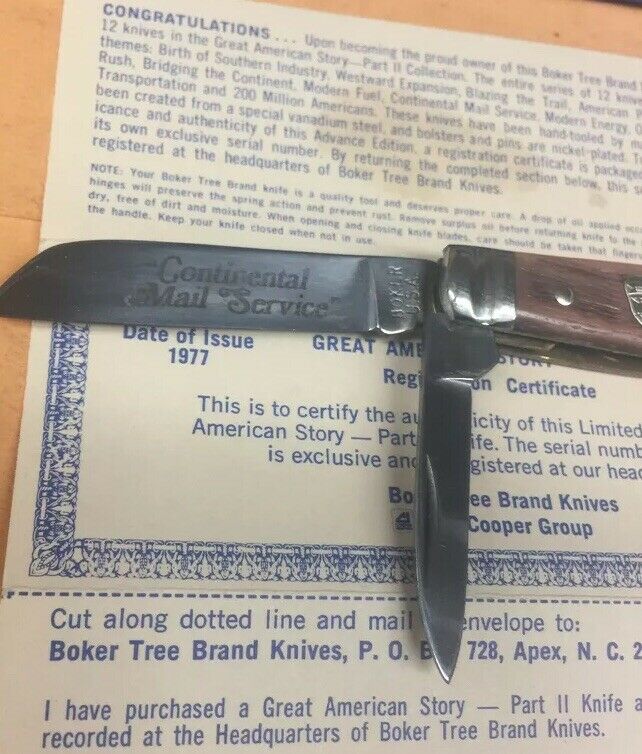 CONGRATULATIONS . . . Upon becoming the proud owner of this Boker Tree Brand
12 knives in the Great American Story—Part II Collection. The entire series of 12 kniv
themes: Birth of Southern Industry, Westward Expansion, Blazing the Trail, American
Rush, Bridging the Continent, Modern Fuel, Continental Mail Service, Modern Energy,
Transportation and 200 Million Americans. These knives have been hand-tooled by m
been created from a special vanadium steel, and bolsters and pins are nickel-plated. T
icance and authenticity of this Advance Edition, a registration certificate is packaged
its own exclusive serial number. By returning the completed section below, this
registered at the headquarters of Boker Tree Brand Knives.
NOTE: Your Boker Tree Brand knife is a quality tool and deserves proper care. A drop of oil applied occ
hinges will preserve the spring action and prevent rust. Remove surplus oil before returning knife to the
dry, free of dirt and moisture. When opening and closing knife blades, care should be taken that fingers
the handle. Keep your knife closed when not in use.
"Continental
Mail Service"
BOKER
U.S.A.
Date of Issue
1977
GREAT AME STORY
Reg on Certificate
This is to certify the au icity of this Limited
American Story — Part ife. The serial numb
is exclusive and gistered at our head
Bo ee Brand Knives
Cooper Group
Cut along dotted line and mail envelope to:
Boker Tree Brand Knives, P. O. B 728, Apex, N. C. 2
I have purchased a Great American Story — Part II Knife a
recorded at the Headquarters of Boker Tree Brand Knives.